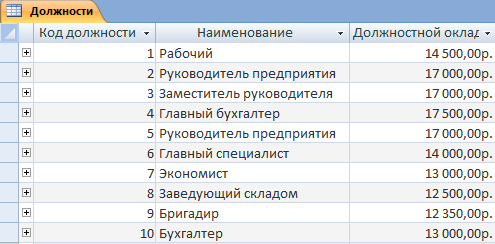 Должности
Код должности Наименование Должностной оклад
1 Рабочий 14 500,00р.
2 Руководитель предприятия 17 000,00р.
3 Заместитель руководителя 17 000,00р.
4 Главный бухгалтер 17 500,00р.
5 Руководитель предприятия 17 000,00р.
6 Главный специалист 14 000,00р.
7 Экономист 13 000,00р.
8 Заведующий складом 12 500,00р.
9 Бригадир 12 350,00р.
10 Бухгалтер 13 000,00р.